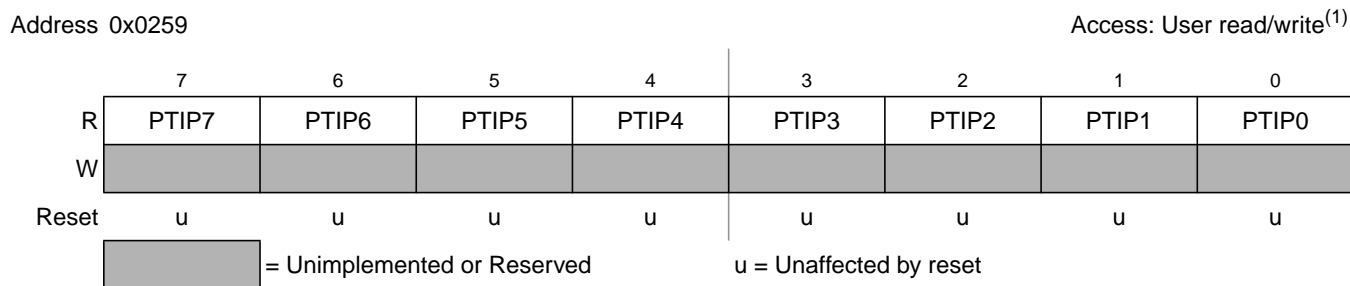 Address 0x0259 Access: User read/write(1)
7 6 5 4 3 2 1 0
R PTIP7 PTIP6 PTIP5 PTIP4 PTIP3 PTIP2 PTIP1 PTIP0
W
Reset u u u u u u u u
= Unimplemented or Reserved u = Unaffected by reset